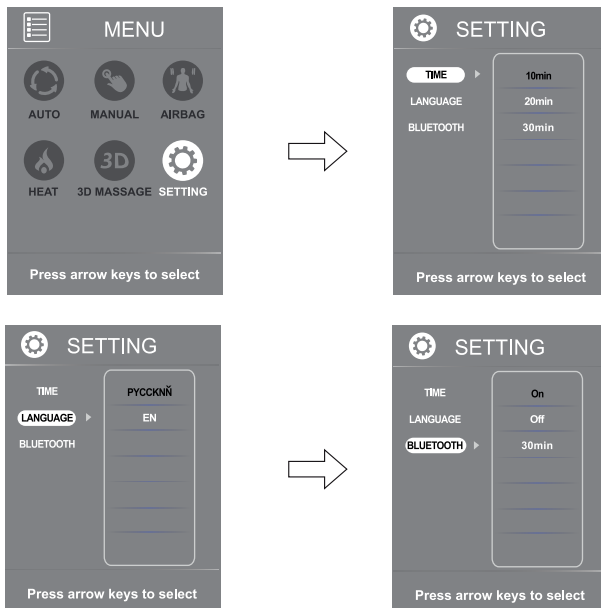 MENU
AUTO MANUAL AIRBAG
3D
HEAT 3D MASSAGE SETTING
Press arrow keys to select
SETTING
TIME 10min
LANGUAGE 20min
BLUETOOTH 30min
Press arrow keys to select
SETTING
TIME PYCCKNŇ
LANGUAGE EN
BLUETOOTH
Press arrow keys to select
SETTING
TIME On
LANGUAGE Off
BLUETOOTH 30min
Press arrow keys to select